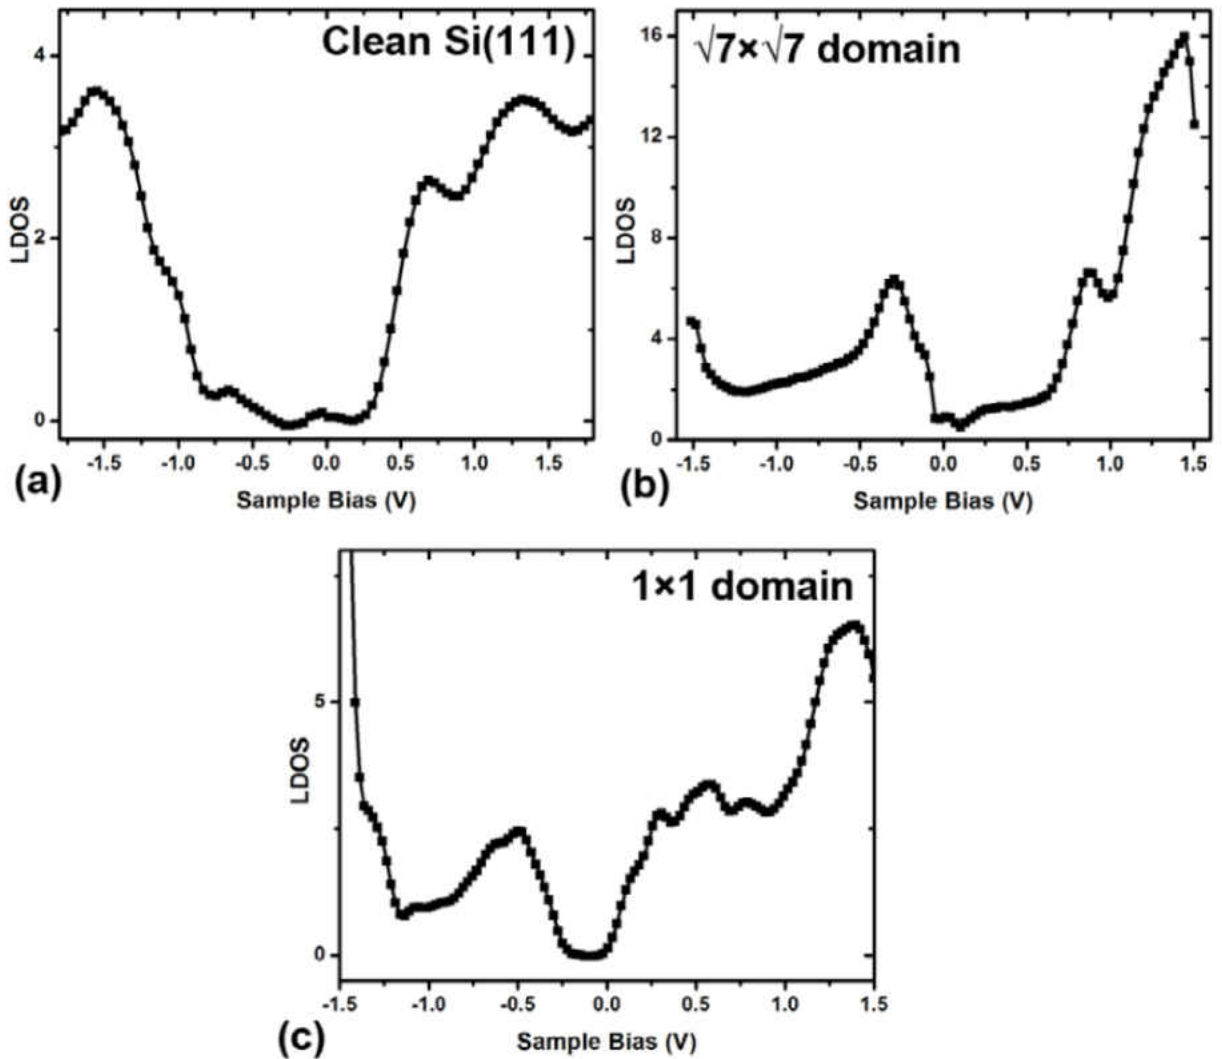 Clean Si(111)
4
2
0
LDOS
-1.5 -1.0 -0.5 0.0 0.5 1.0 1.5
Sample Bias (V)
(a)
√7×√7 domain
16
12
8
4
0
LDOS
-1.5 -1.0 -0.5 0.0 0.5 1.0 1.5
Sample Bias (V)
(b)
1×1 domain
5
0
LDOS
-1.5 -1.0 -0.5 0.0 0.5 1.0 1.5
Sample Bias (V)
(c)